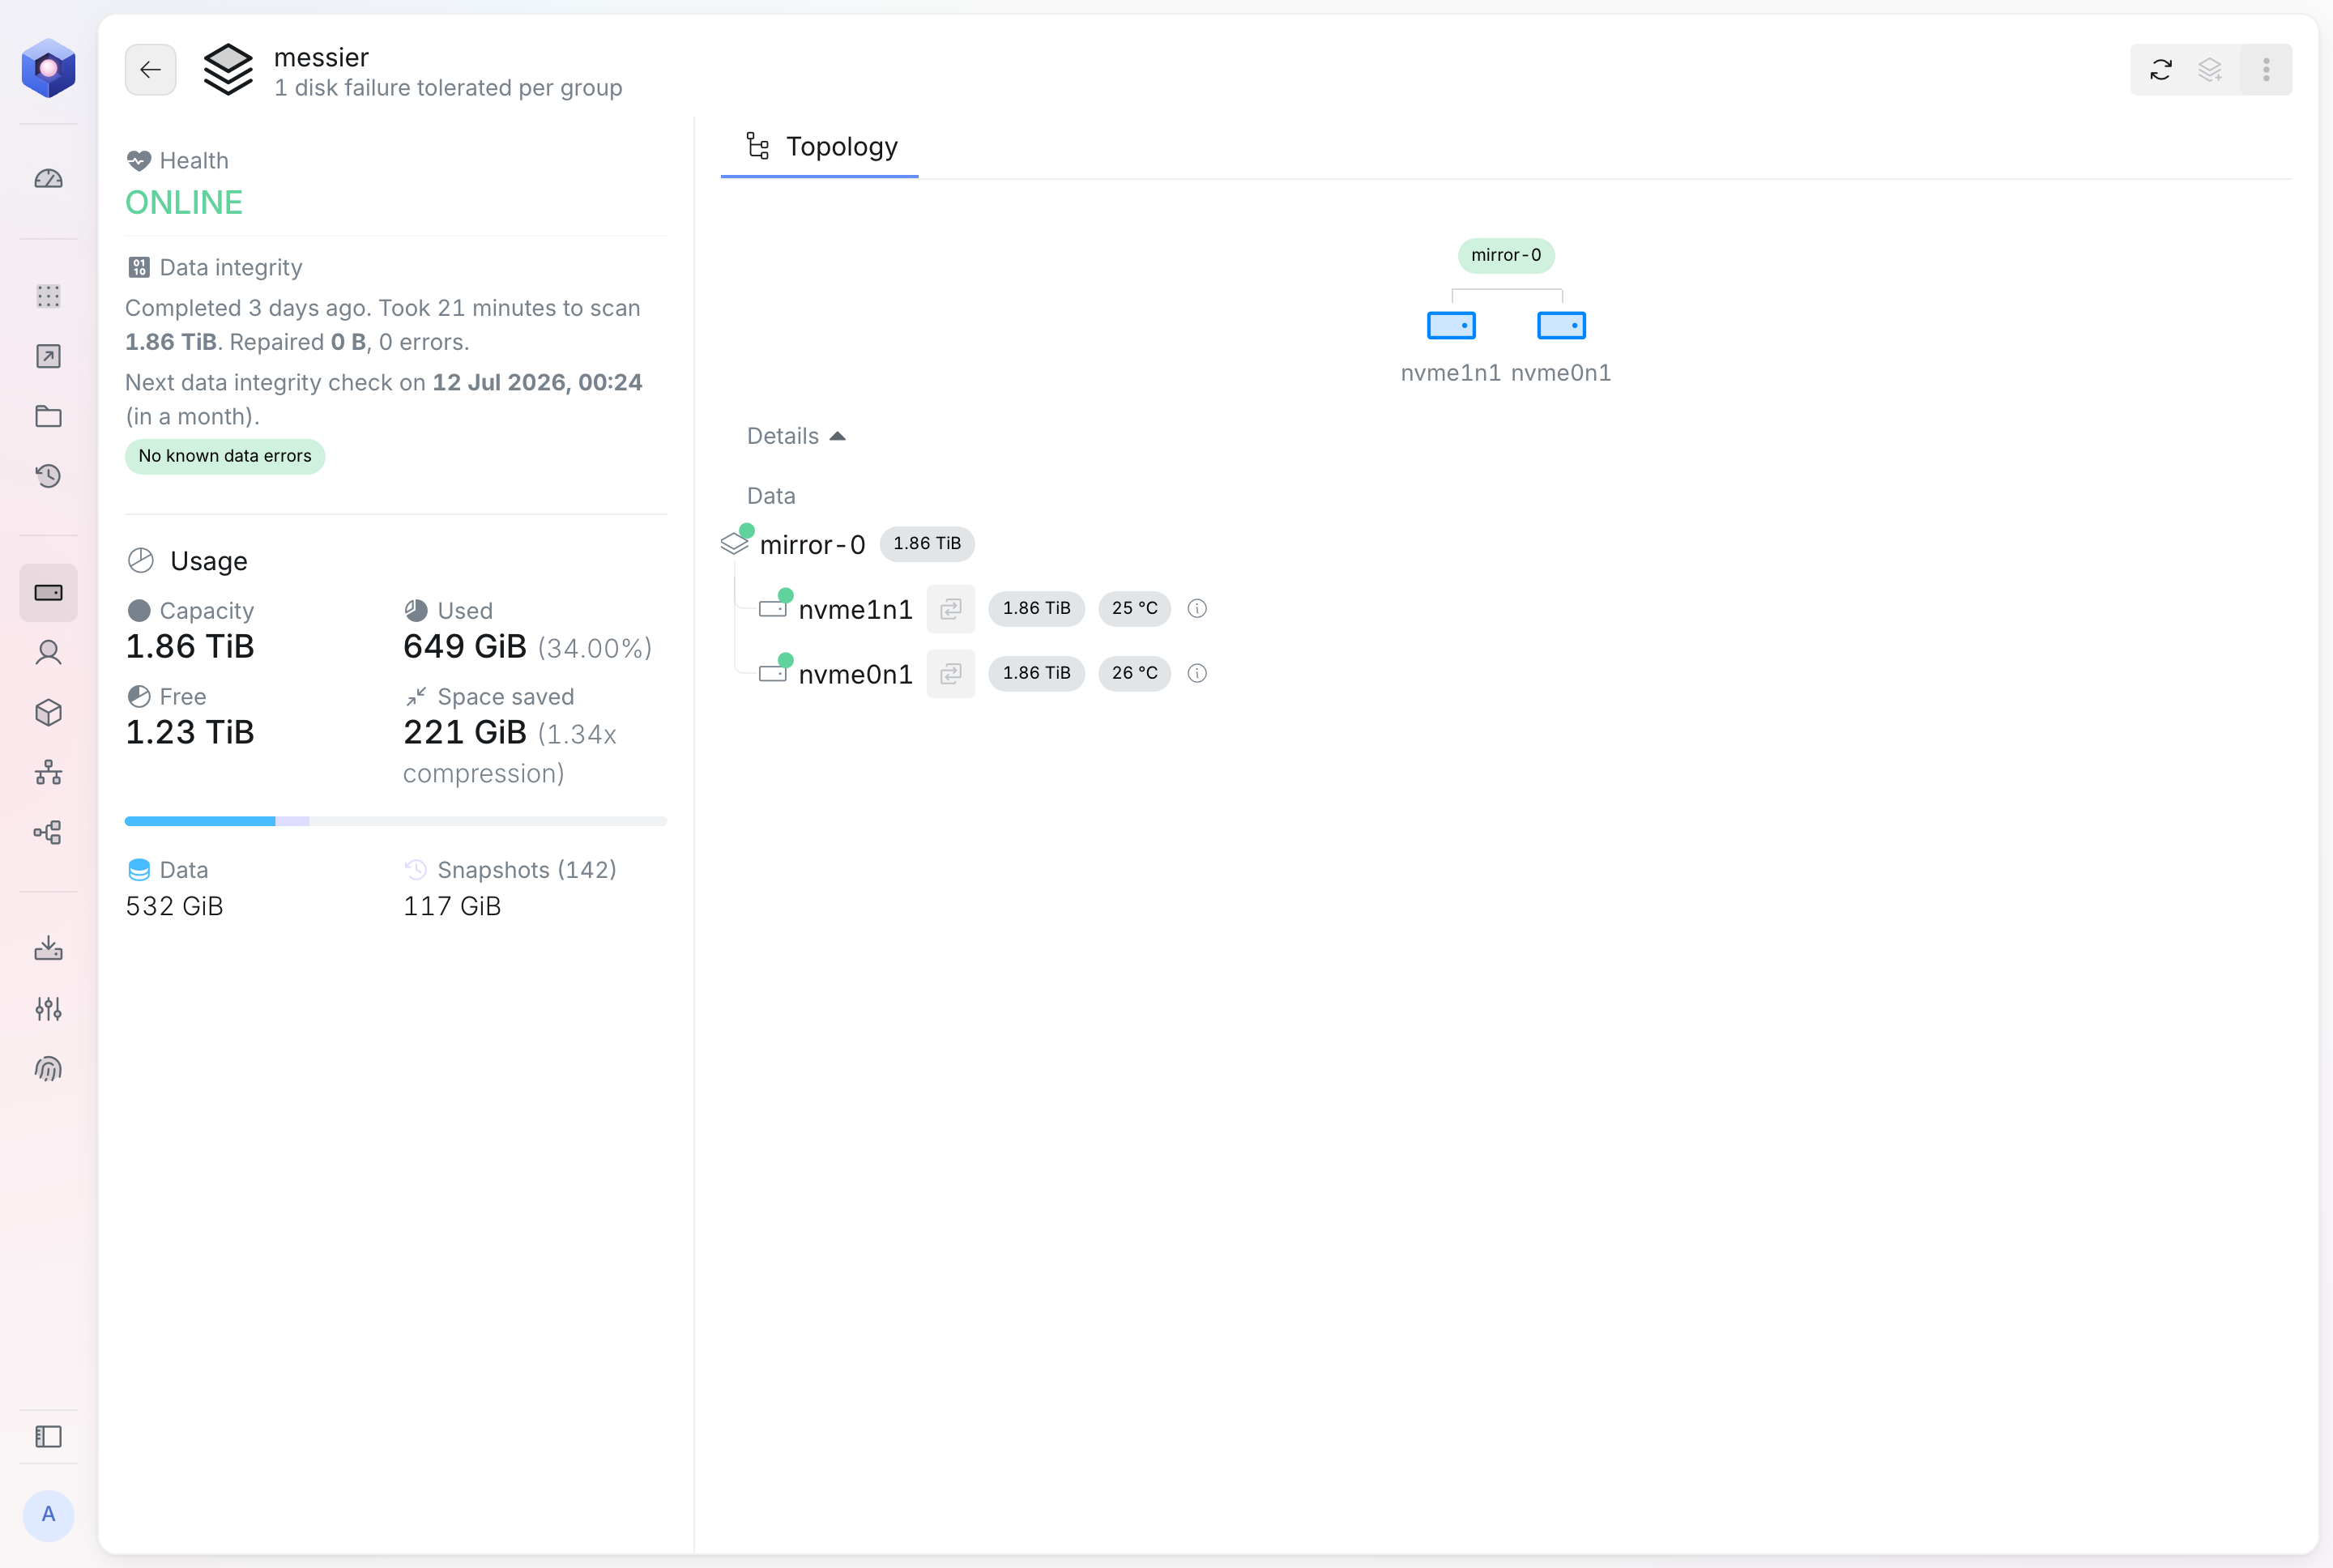 messier
1 disk failure tolerated per group
Health
ONLINE
Data integrity
Completed 3 days ago. Took 21 minutes to scan
1.86 TiB. Repaired 0 B, 0 errors.
Next data integrity check on 12 Jul 2026, 00:24
(in a month).
No known data errors
Usage
Capacity
1.86 TiB
Used
649 GiB (34.00%)
Free
1.23 TiB
Space saved
221 GiB (1.34x
compression)
Data
532 GiB
Snapshots (142)
117 GiB
Topology
mirror-0
nvme1n1 nvme0n1
Details
Data
mirror-0 1.86 TiB
nvme1n1 1.86 TiB 25 °C
nvme0n1 1.86 TiB 26 °C
A